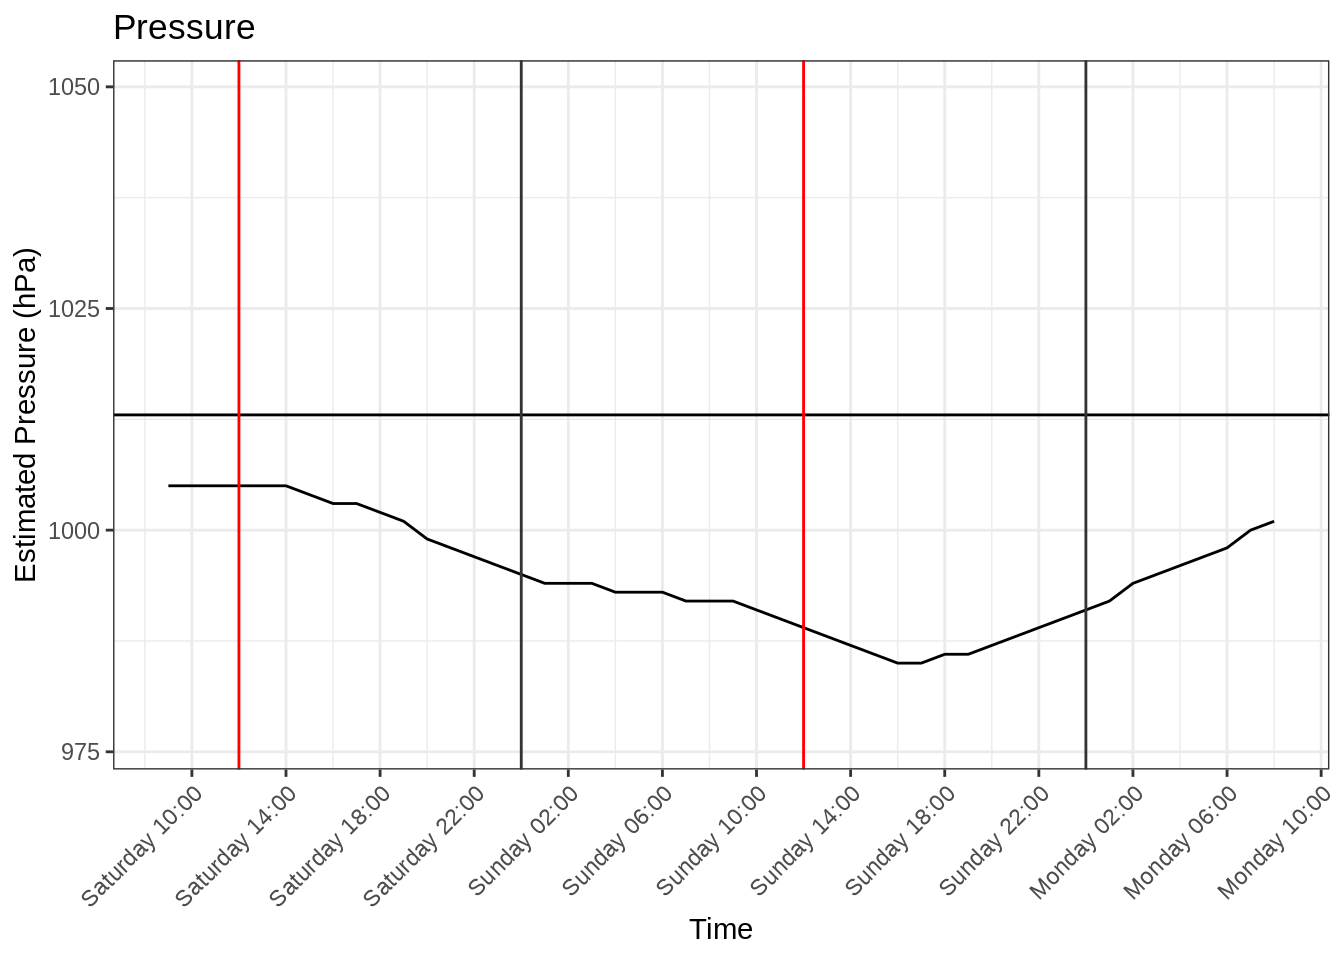 Pressure
Estimated Pressure (hPa)
1050
1025
1000
975
Saturday 10:00
Saturday 14:00
Saturday 18:00
Saturday 22:00
Sunday 02:00
Sunday 06:00
Sunday 10:00
Sunday 14:00
Sunday 18:00
Sunday 22:00
Monday 02:00
Monday 06:00
Monday 10:00
Time